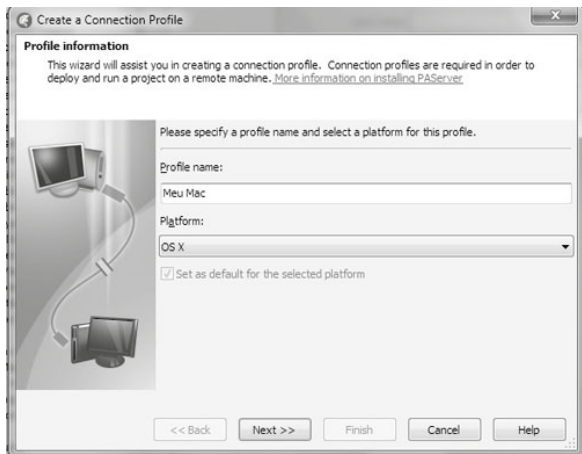 Create a Connection Profile
Profile information
This wizard will assist you in creating a connection profile. Connection profiles are required in order to
deploy and run a project on a remote machine. More information on installing PAServer
Please specify a profile name and select a platform for this profile.
Profile name:
Meu Mac
Platform:
OS X
Set as default for the selected platform
<< Back
Next >>
Finish
Cancel
Help